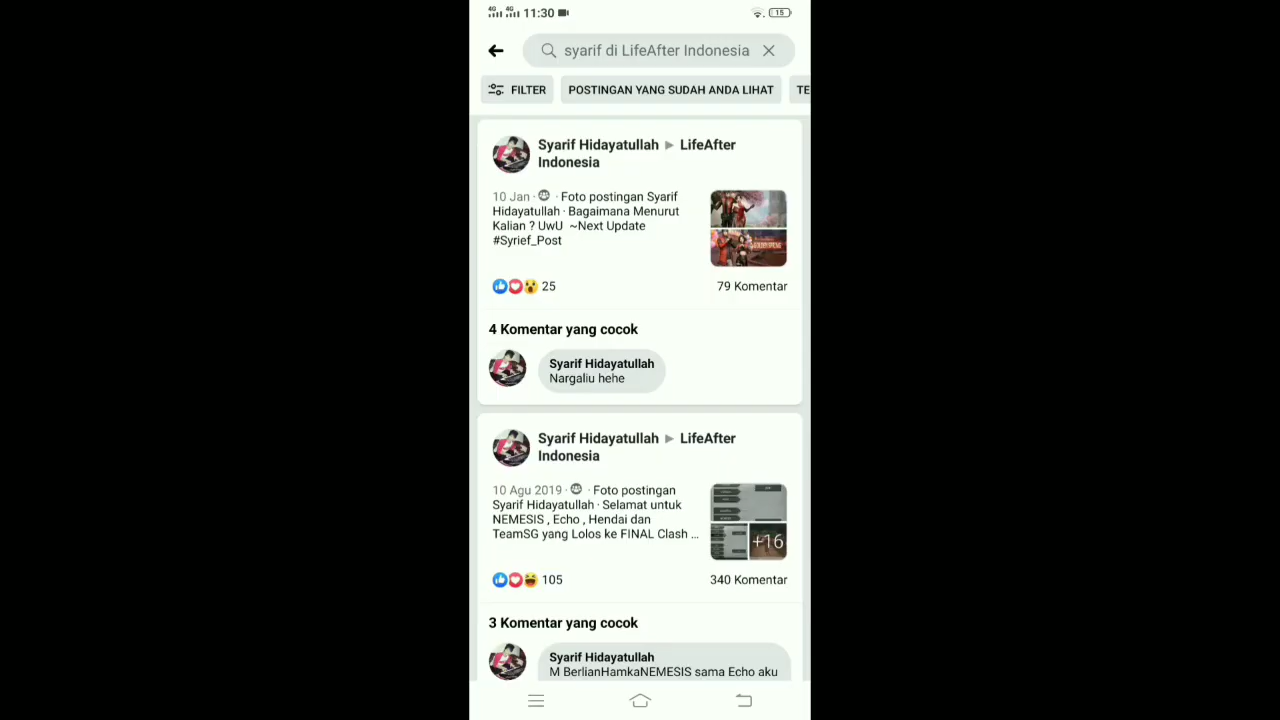 4G 4G 11:30 15
syarif di LifeAfter Indonesia
FILTER POSTINGAN YANG SUDAH ANDA LIHAT TE
Syarif Hidayatullah ▶ LifeAfter
Indonesia
10 Jan · · Foto postingan Syarif
Hidayatullah · Bagaimana Menurut
Kalian ? UwU ~Next Update
#Syrief_Post
25 79 Komentar
4 Komentar yang cocok
Syarif Hidayatullah
Nargaliu hehe
Syarif Hidayatullah ▶ LifeAfter
Indonesia
10 Agu 2019 · · Foto postingan
Syarif Hidayatullah · Selamat untuk
NEMESIS , Echo , Hendai dan
TeamSG yang Lolos ke FINAL Clash ...
+16
105 340 Komentar
3 Komentar yang cocok
Syarif Hidayatullah
M BerlianHamkaNEMESIS sama Echo aku